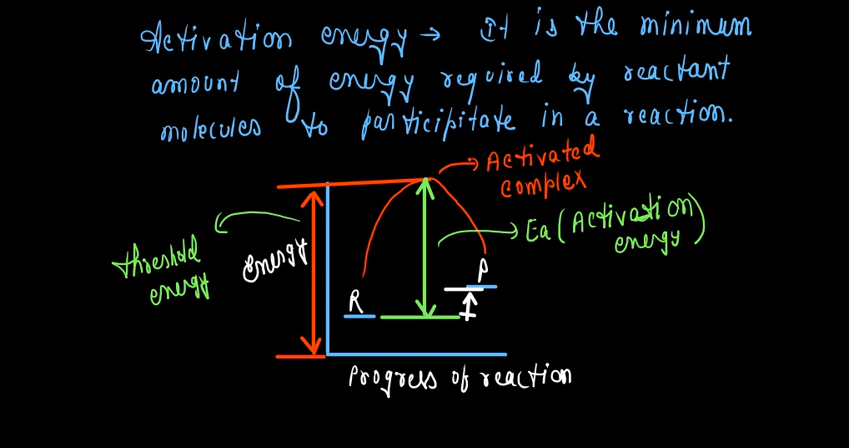 Activation energy → It is the minimum
amount of energy required by reactant
molecules to participitate in a reaction.
Activated
complex
Ea (Activation
energy)
threshold
energy
energy
P
R
Progress of reaction